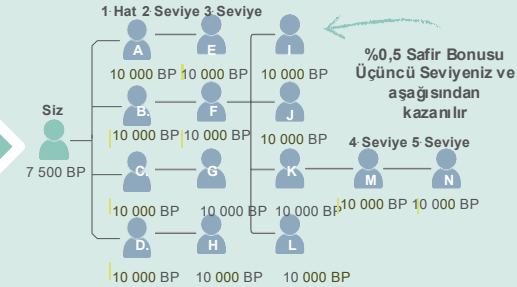 1 Hat 2 Seviye 3 Seviye
A E I
10 000 BP 10 000 BP 10 000 BP
%0,5 Safir Bonusu
Üçüncü Seviyeniz ve
aşağısından
kazanılır
Siz
B. F J
10 000 BP 10 000 BP 10 000 BP
4 Seviye 5 Seviye
7 500 BP
C. G K M N
10 000 BP 10 000 BP 10 000 BP 10 000 BP 10 000 BP
D. H L
10 000 BP 10 000 BP 10 000 BP